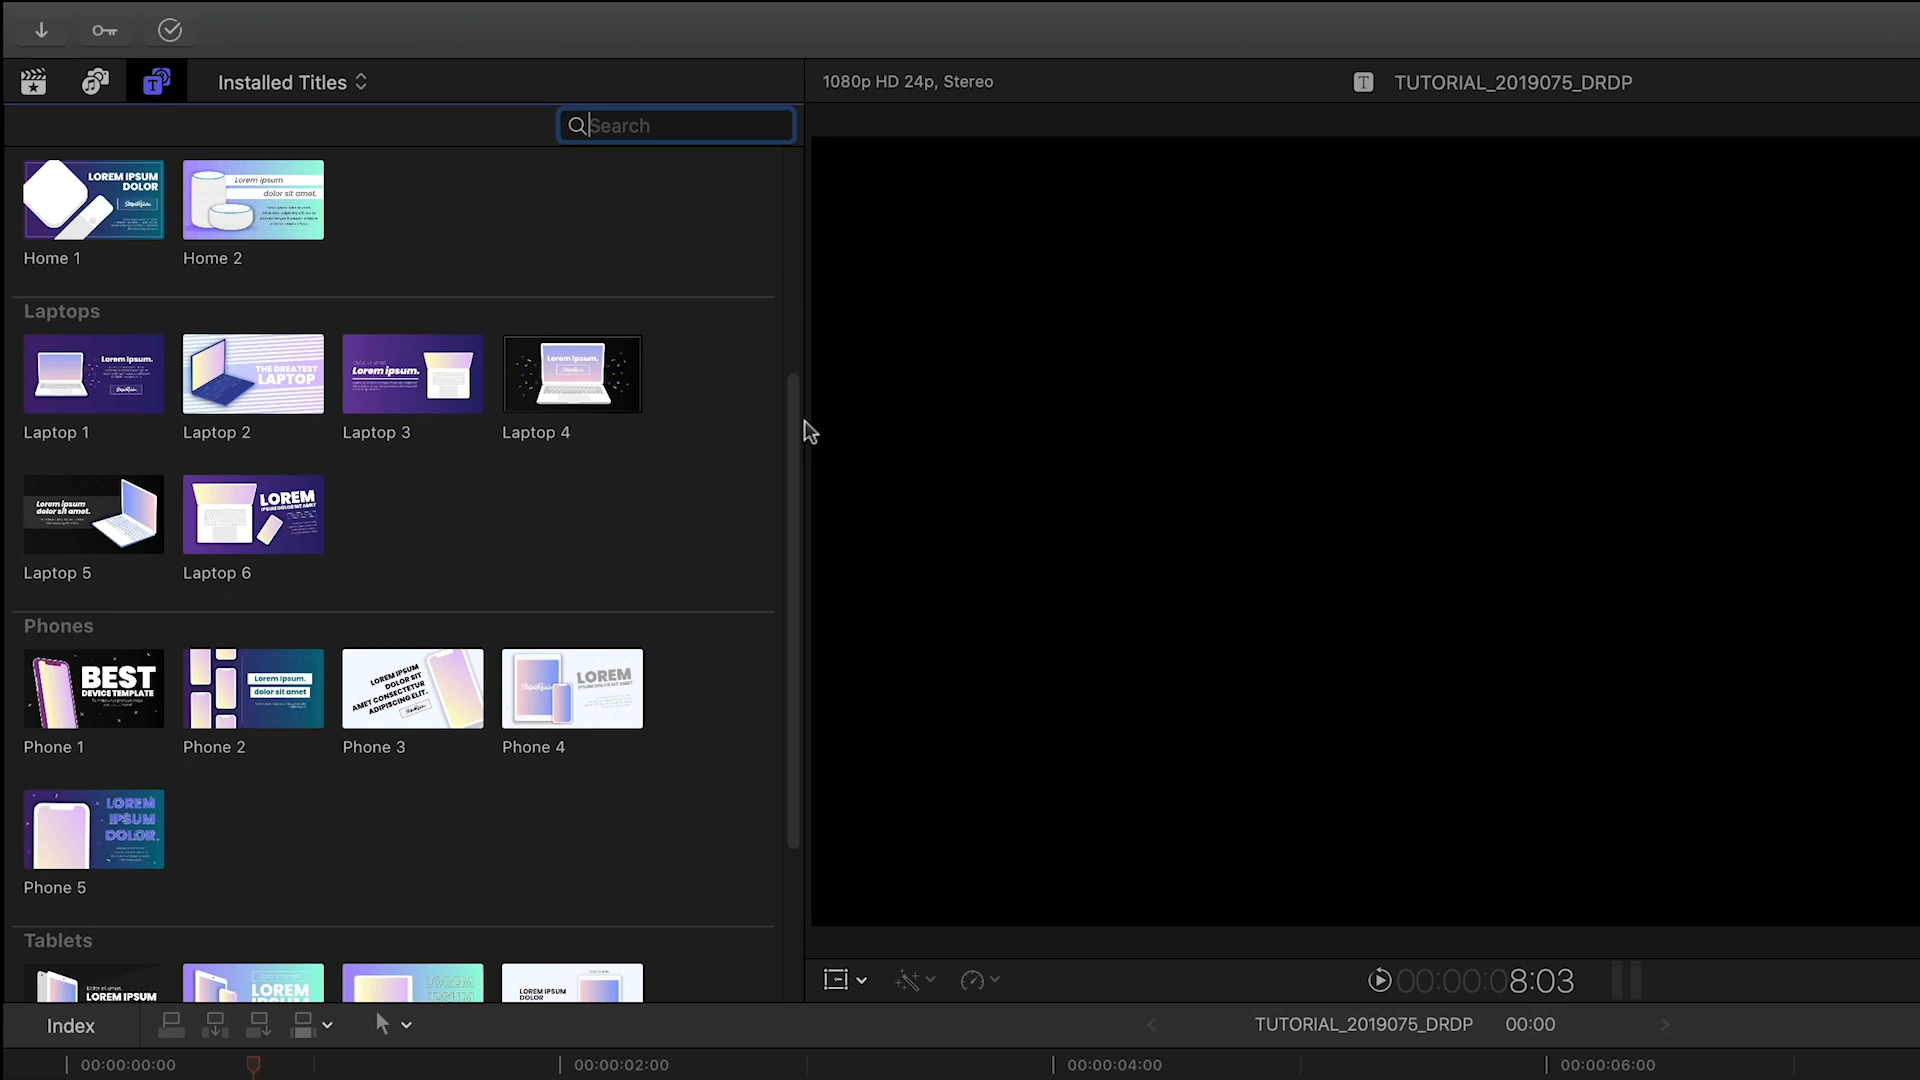 Installed Titles
1080p HD 24p, Stereo
TUTORIAL_2019075_DRDP
Search
LOREM IPSUM
DOLOR
Lorem ipsum
dolor sit amet.
Home 1
Home 2
Laptops
Lorem Ipsum.
THE GREATEST
LAPTOP
Lorem ipsum.
Lorem Ipsum.
Laptop 1
Laptop 2
Laptop 3
Laptop 4
Lorem ipsum
dolor sit amet.
LOREM
IPSUM DOLOR SIT AMET
Laptop 5
Laptop 6
Phones
BEST
DEVICE TEMPLATE
Lorem ipsum.
dolor sit amet
LOREM IPSUM
DOLOR SIT
AMET CONSECTETUR
ADIPISCING ELIT.
LOREM
IPSUM DOLOR SIT AMET
Phone 1
Phone 2
Phone 3
Phone 4
LOREM
IPSUM
DOLOR.
Phone 5
Tablets
LOREM IPSUM
LOREM
LOREM
LOREM IPSUM
DOLOR
00:00:08:03
Index
TUTORIAL_2019075_DRDP
00:00
00:00:00:00
00:00:02:00
00:00:04:00
00:00:06:00